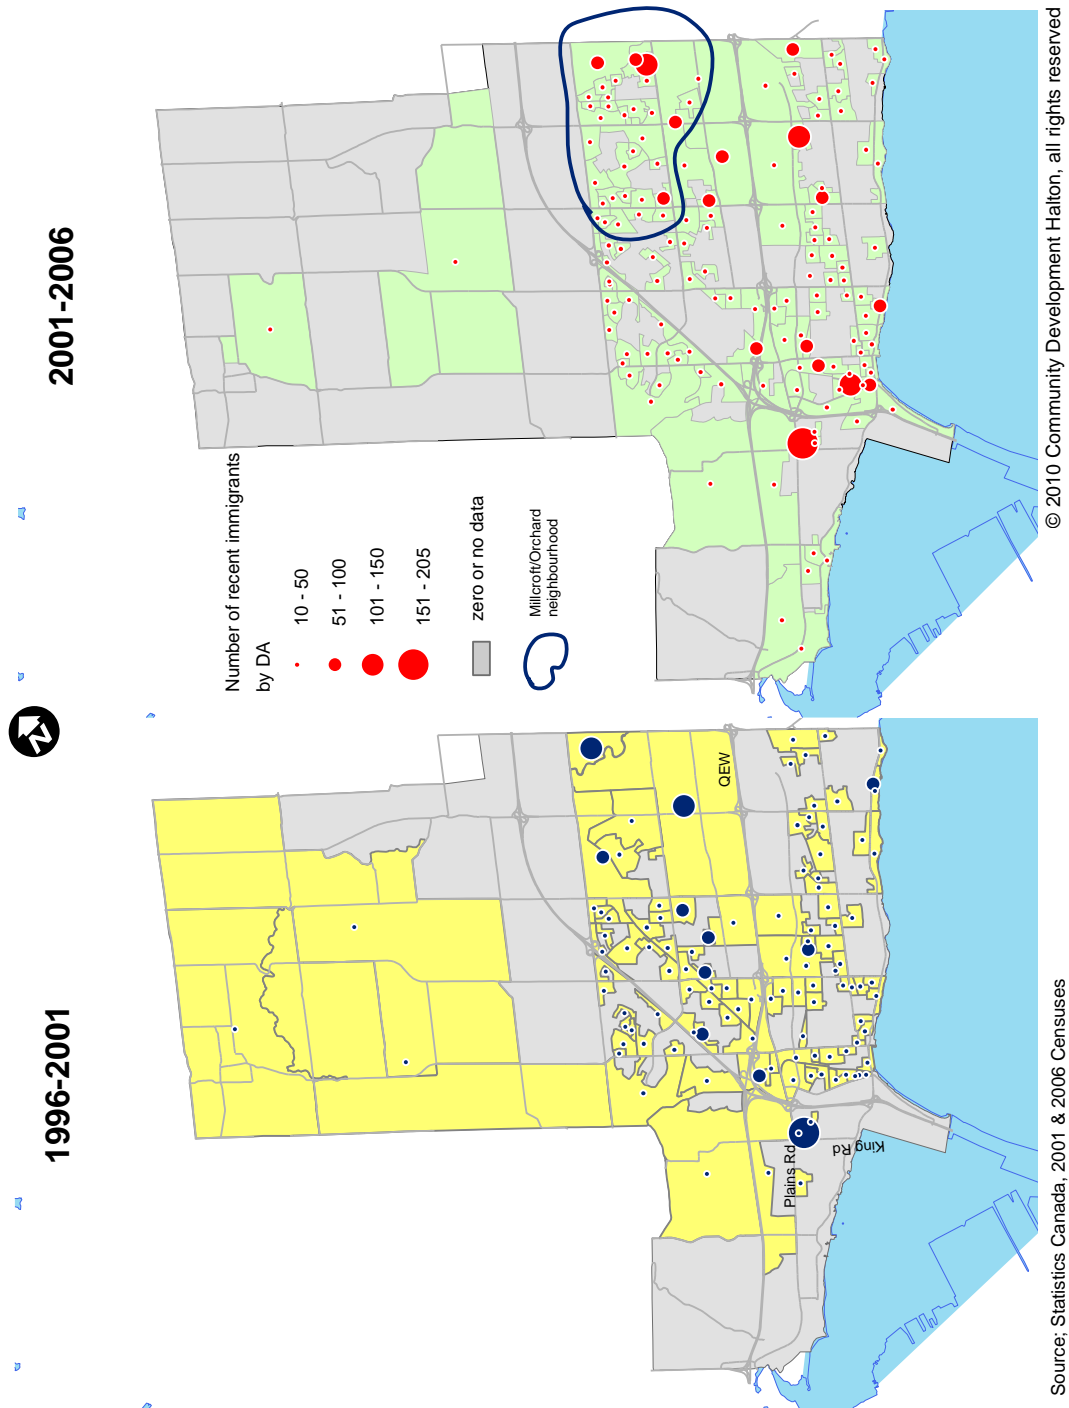 1996-2001
2001-2006
N
Number of recent immigrants
by DA
10 - 50
51 - 100
101 - 150
151 - 205
zero or no data
Millcroft/Orchard
neighbourhood
QEW
Plains Rd
King Rd
Source; Statistics Canada, 2001 & 2006 Censuses
© 2010 Community Development Halton, all rights reserved